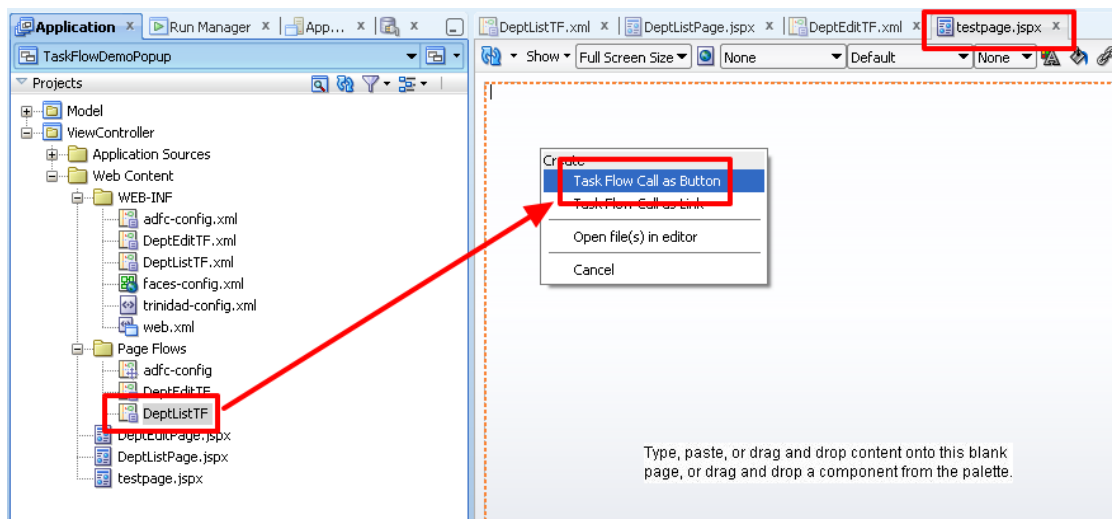 Application x Run Manager x App... x x
TaskFlowDemoPopup
Projects
Model
ViewController
Application Sources
Web Content
WEB-INF
adfc-config.xml
DeptEditTF.xml
DeptListTF.xml
faces-config.xml
trinidad-config.xml
web.xml
Page Flows
adfc-config
DeptEditTF
DeptListTF
DeptEditPage.jspx
DeptListPage.jspx
testpage.jspx
DeptListTF.xml x DeptListPage.jspx x DeptEditTF.xml x testpage.jspx x
Show Full Screen Size None Default None
Create
Task Flow Call as Button
Task Flow Call as Link
Open file(s) in editor
Cancel
Type, paste, or drag and drop content onto this blank
page, or drag and drop a component from the palette.